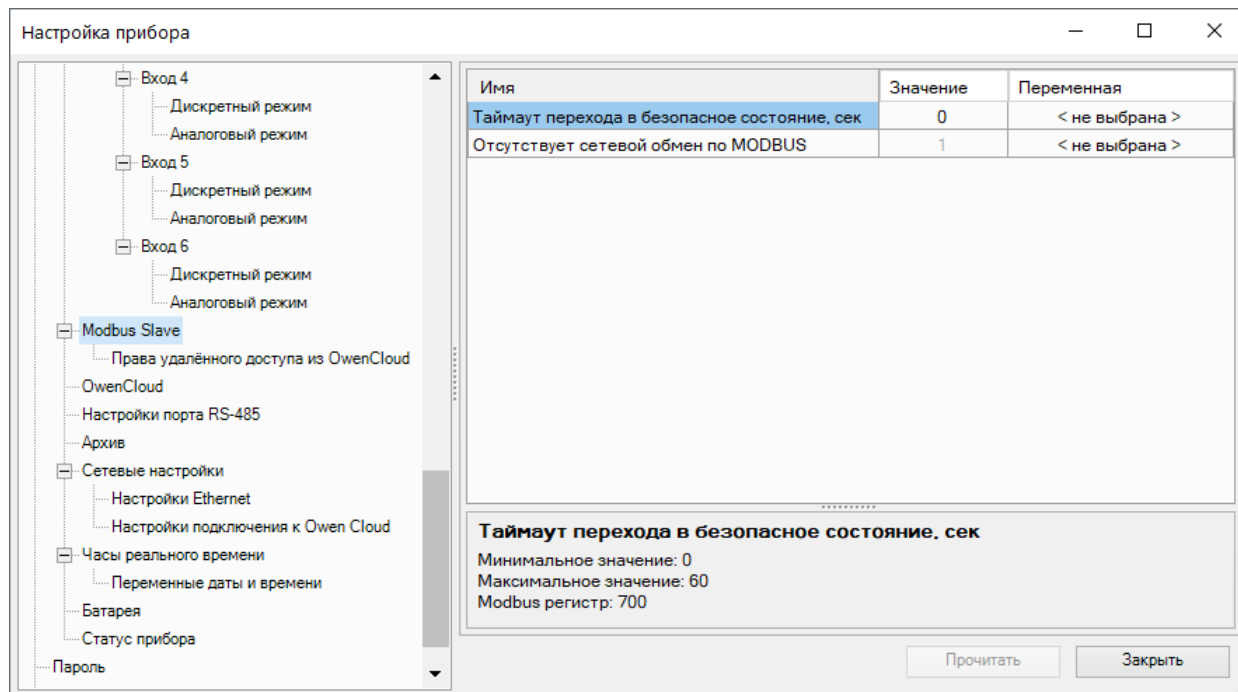 Настройка прибора
Вход 4
Дискретный режим
Аналоговый режим
Вход 5
Дискретный режим
Аналоговый режим
Вход 6
Дискретный режим
Аналоговый режим
Modbus Slave
Права удалённого доступа из OwenCloud
OwenCloud
Настройки порта RS-485
Архив
Сетевые настройки
Настройки Ethernet
Настройки подключения к Owen Cloud
Часы реального времени
Переменные даты и времени
Батарея
Статус прибора
Пароль
Имя Значение Переменная
Таймаут перехода в безопасное состояние, сек 0 < не выбрана >
Отсутствует сетевой обмен по MODBUS 1 < не выбрана >
Таймаут перехода в безопасное состояние, сек
Минимальное значение: 0
Максимальное значение: 60
Modbus регистр: 700
Прочитать Закрыть